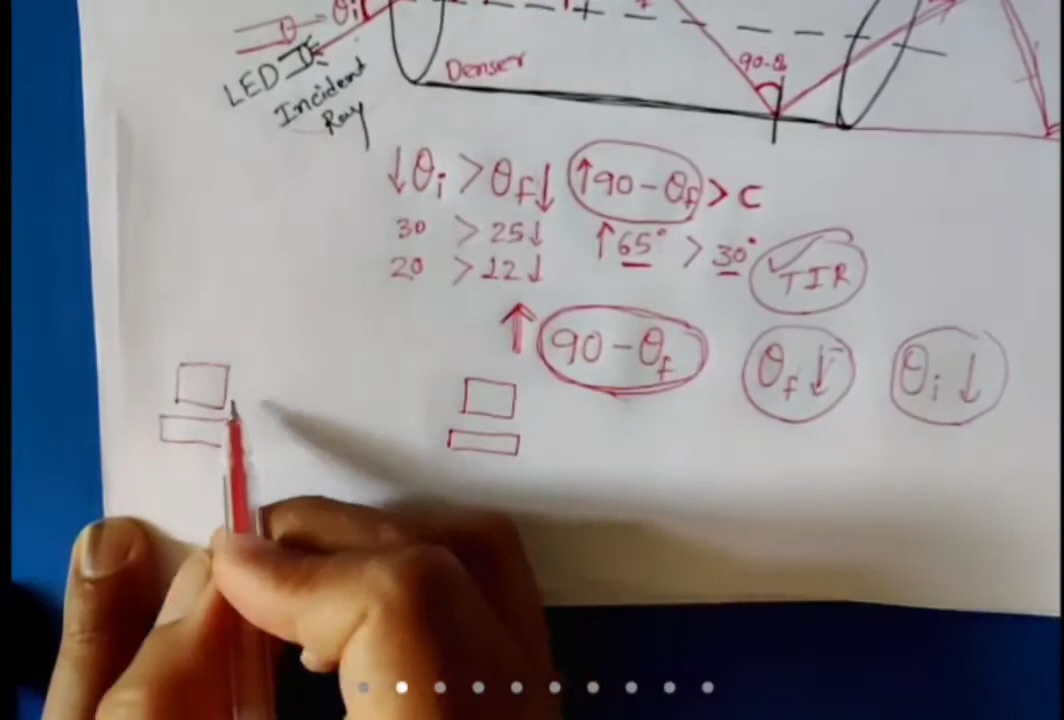 θi
LED
Incident
Ray
Denser
90-θ
↓θi > θf↓ ↑90 - θf > C
30 > 25↓ ↑65° > 30° TIR
20 > 12↓
↑ 90 - θf θf↓ θi↓